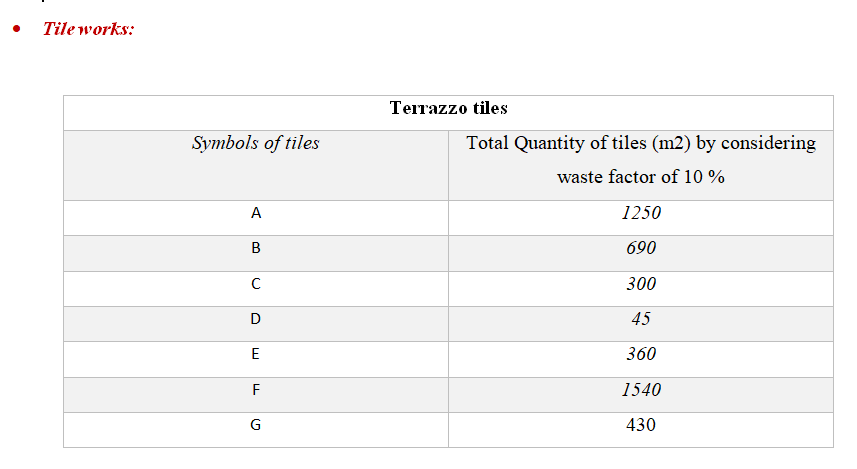 Tile works:
Terrazzo tiles
Symbols of tiles
Total Quantity of tiles (m2) by considering
waste factor of 10 %
A
1250
B
690
C
300
D
45
E
360
F
1540
G
430